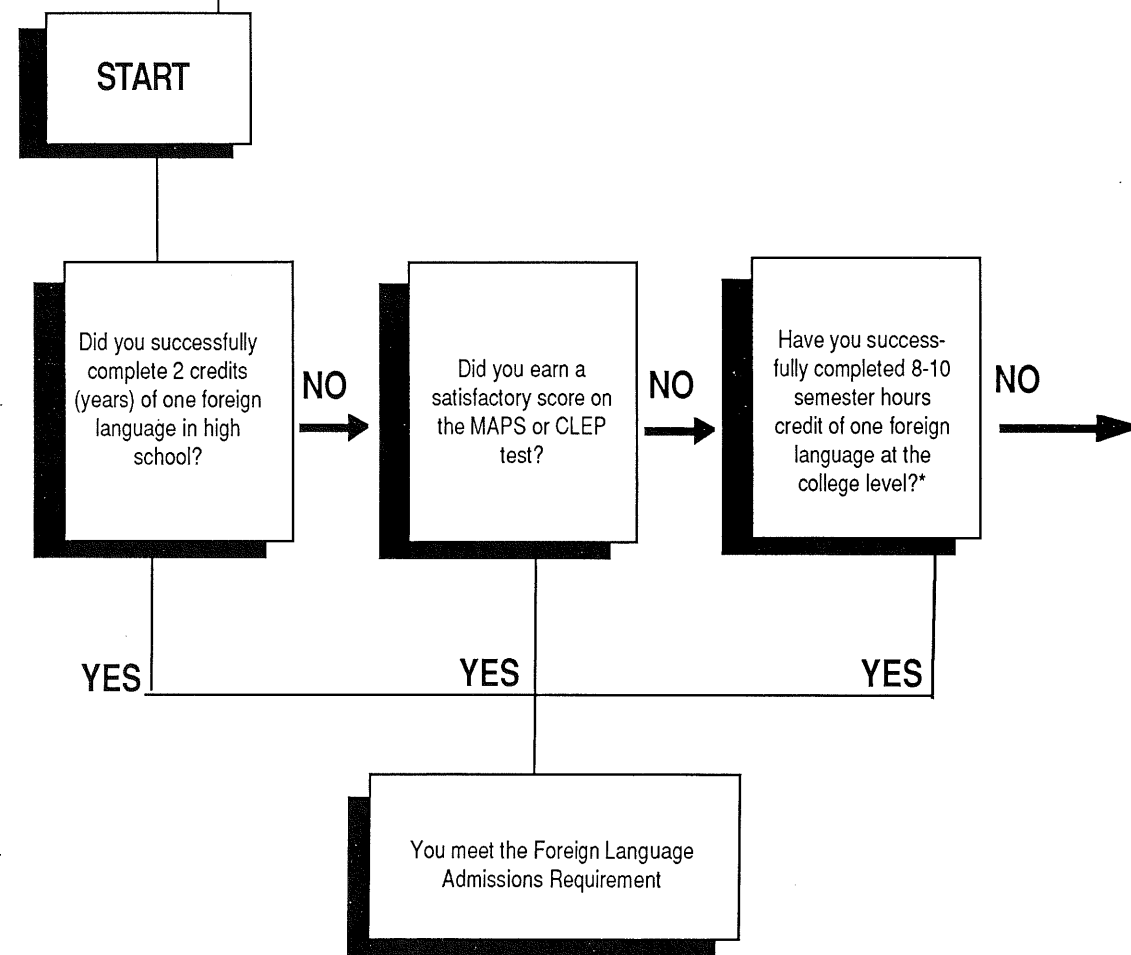 START
Did you successfully
complete 2 credits
(years) of one foreign
language in high
school?
NO
Did you earn a
satisfactory score on
the MAPS or CLEP
test?
NO
Have you success-
fully completed 8-10
semester hours
credit of one foreign
language at the
college level?*
NO
YES
YES
YES
You meet the Foreign Language
Admissions Requirement